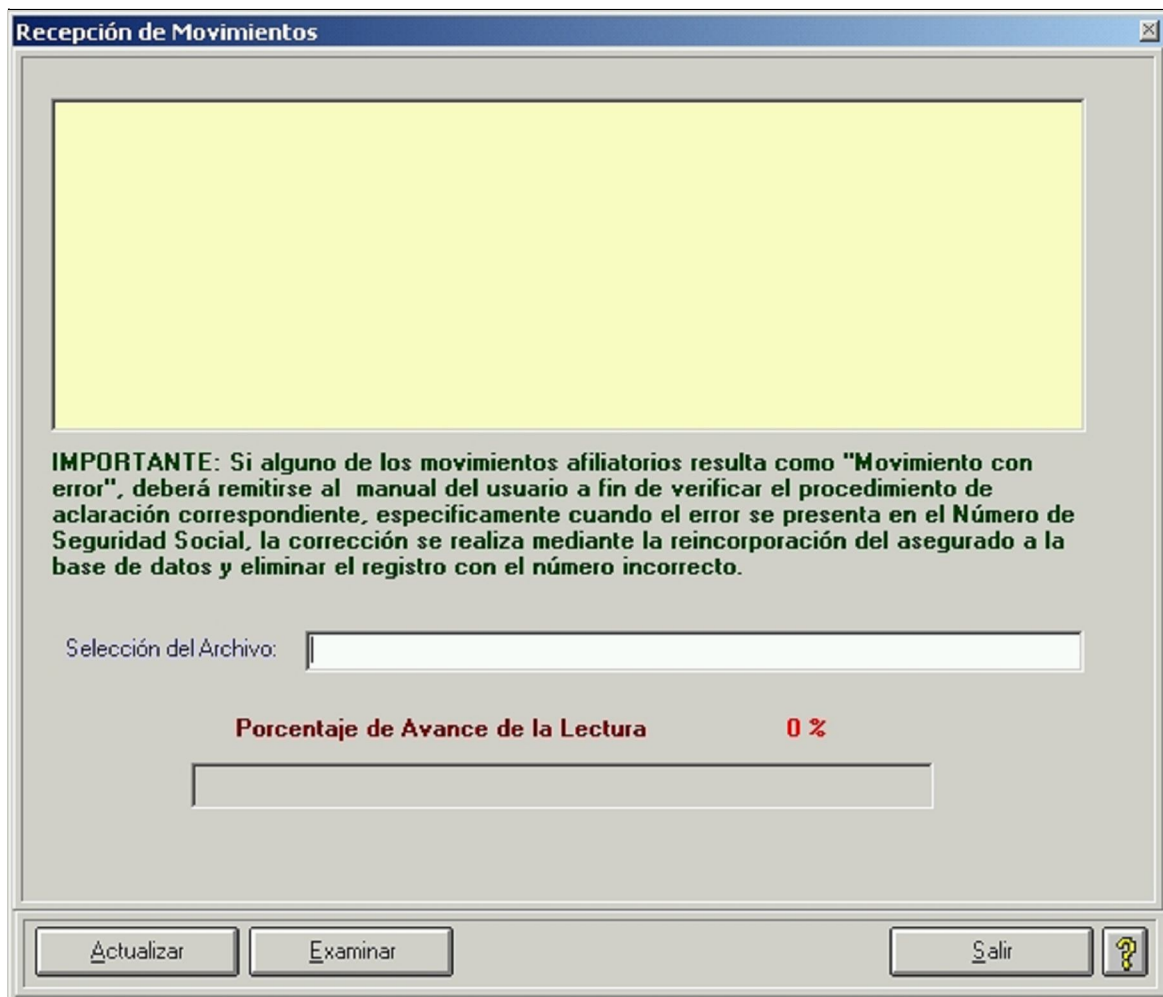 Recepción de Movimientos
IMPORTANTE: Si alguno de los movimientos afiliatorios resulta como "Movimiento con
error", deberá remitirse al manual del usuario a fin de verificar el procedimiento de
aclaración correspondiente, especificamente cuando el error se presenta en el Número de
Seguridad Social, la corrección se realiza mediante la reincorporación del asegurado a la
base de datos y eliminar el registro con el número incorrecto.
Selección del Archivo:
Porcentaje de Avance de la Lectura 0 %
Actualizar Examinar Salir ?